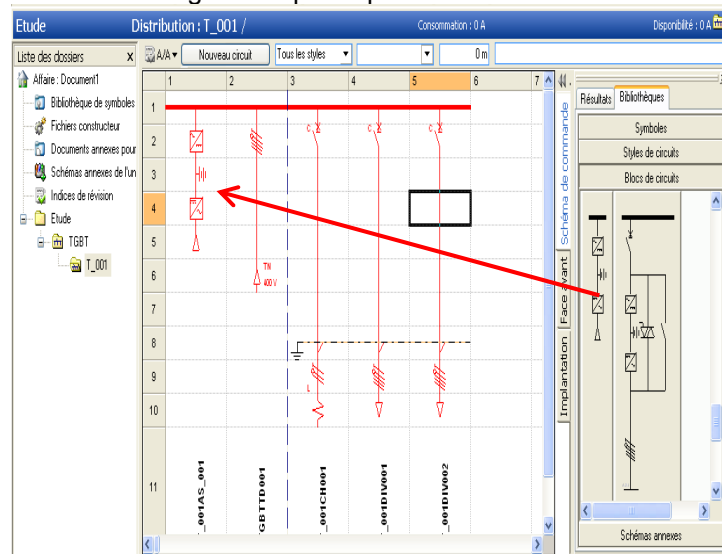 Etude Distribution : T_001 / Consommation : 0 A Disponibilité : 0 A
Liste des dossiers x A/A Nouveau circuit Tous les styles 0 m
Affaire : Document1
Bibliothèque de symboles
Fichiers constructeur
Documents annexes pour
Schémas annexes de l'un
Indices de révision
Etude
TGBT
T_001
1 2 3 4 5 6 7
1
2
3
4
5
6
7
8
9
10
11
C C C
TN
400 V
L
_001AS_001
GBTTD001
_001CH001
_001DIV001
_001DIV002
Schéma de commande
Face avant
Implantation
Résultats Bibliothèques
Symboles
Styles de circuits
Blocs de circuits
Schémas annexes